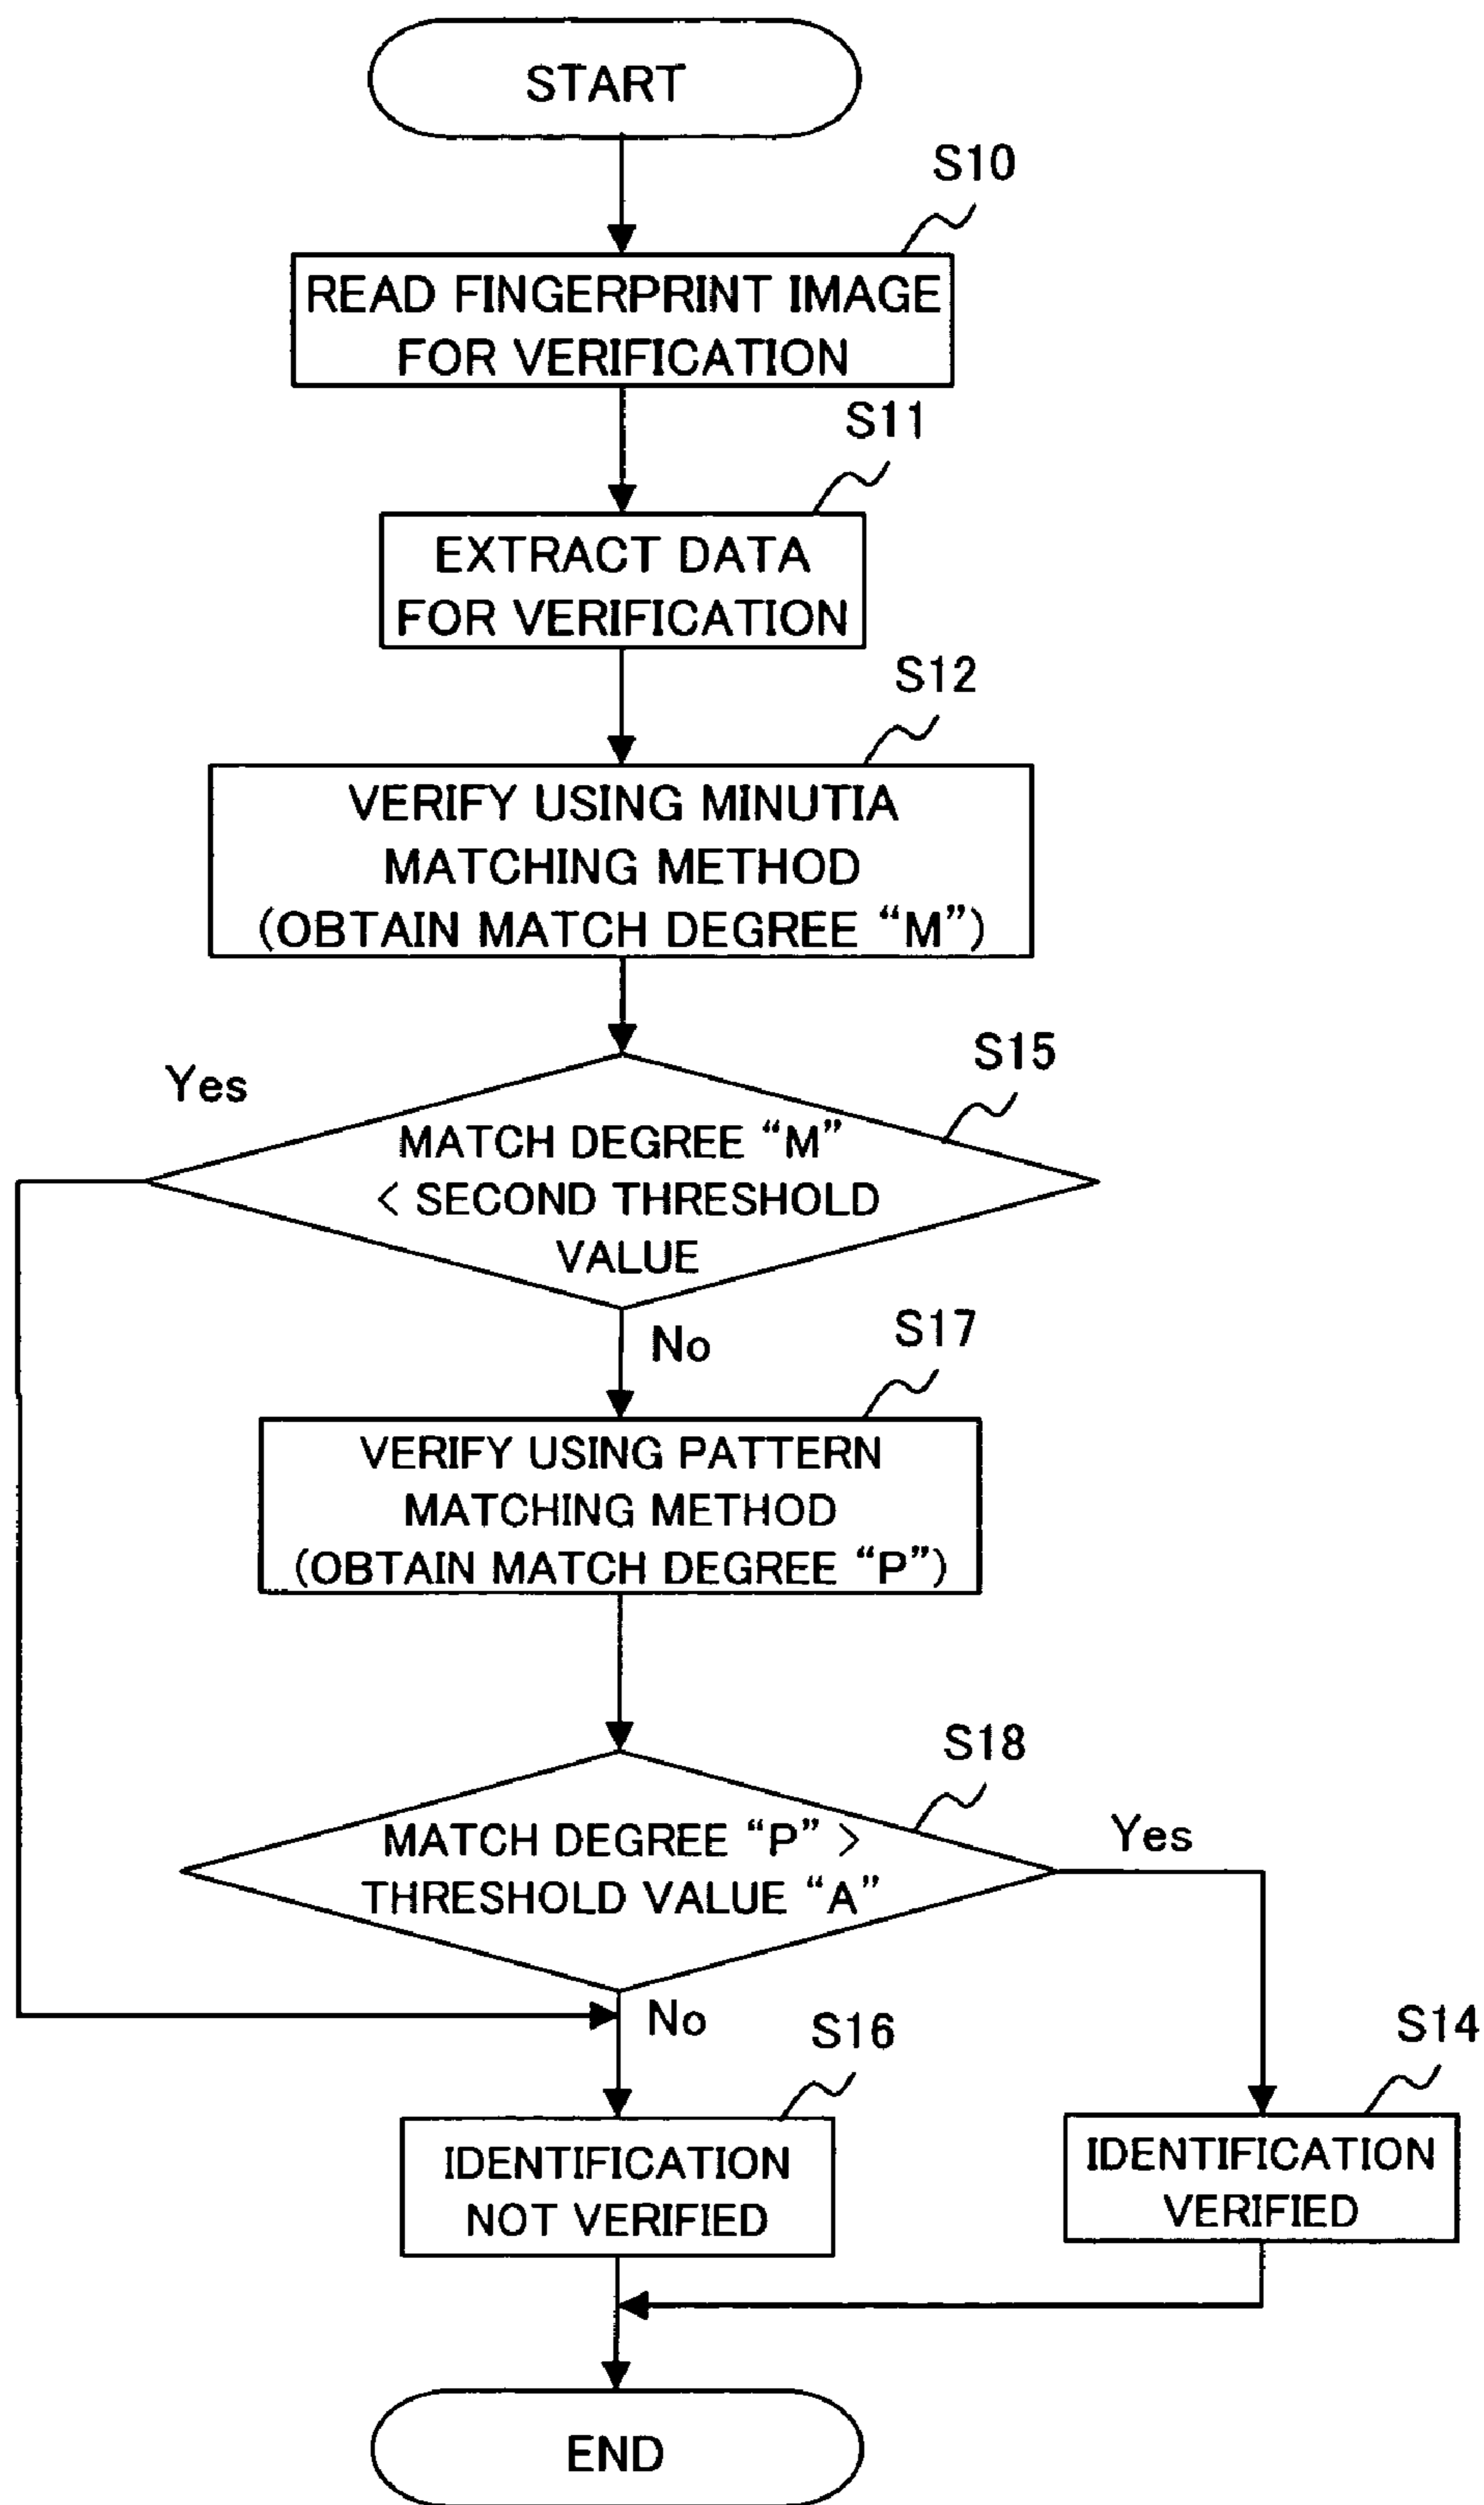 START
S10
READ FINGERPRINT IMAGE
FOR VERIFICATION
S11
EXTRACT DATA
FOR VERIFICATION
S12
VERIFY USING MINUTIA
MATCHING METHOD
(OBTAIN MATCH DEGREE “M”)
S15
Yes
MATCH DEGREE “M”
< SECOND THRESHOLD
VALUE
No
S17
VERIFY USING PATTERN
MATCHING METHOD
(OBTAIN MATCH DEGREE “P”)
S18
MATCH DEGREE “P” >
THRESHOLD VALUE “A”
Yes
No
S16
S14
IDENTIFICATION
NOT VERIFIED
IDENTIFICATION
VERIFIED
END